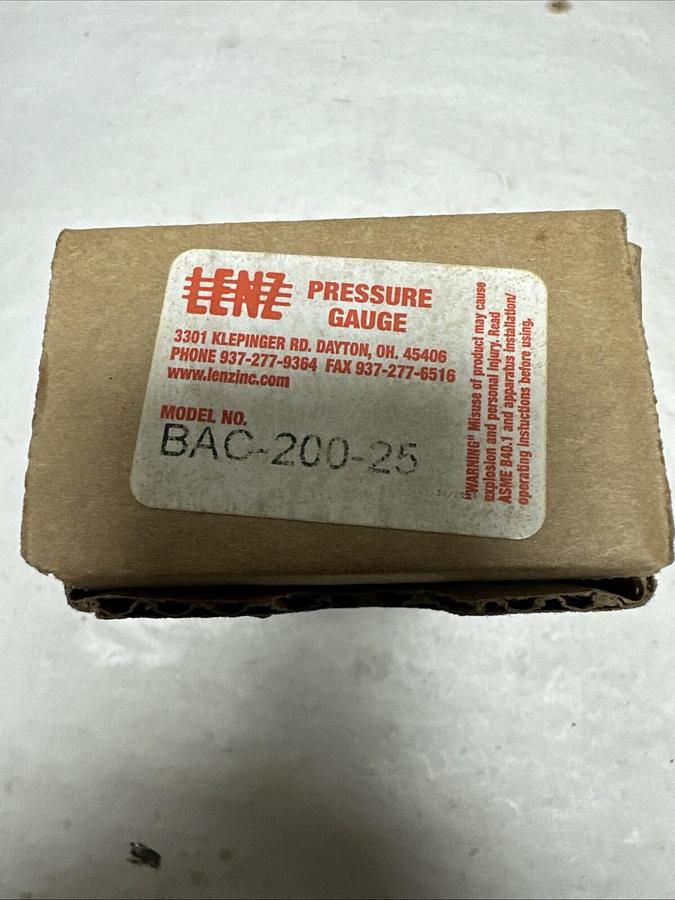 LENZ
PRESSURE
GAUGE
3301 KLEPINGER RD. DAYTON, OH. 45406
PHONE 937-277-9364 FAX 937-277-6516
www.lenzinc.com
MODEL NO.
BAC-200-25
"WARNING" Misuse of product may cause
explosion and personal injury. Read
ASME B40.1 and apparatus installation/
operating instuctions before using.